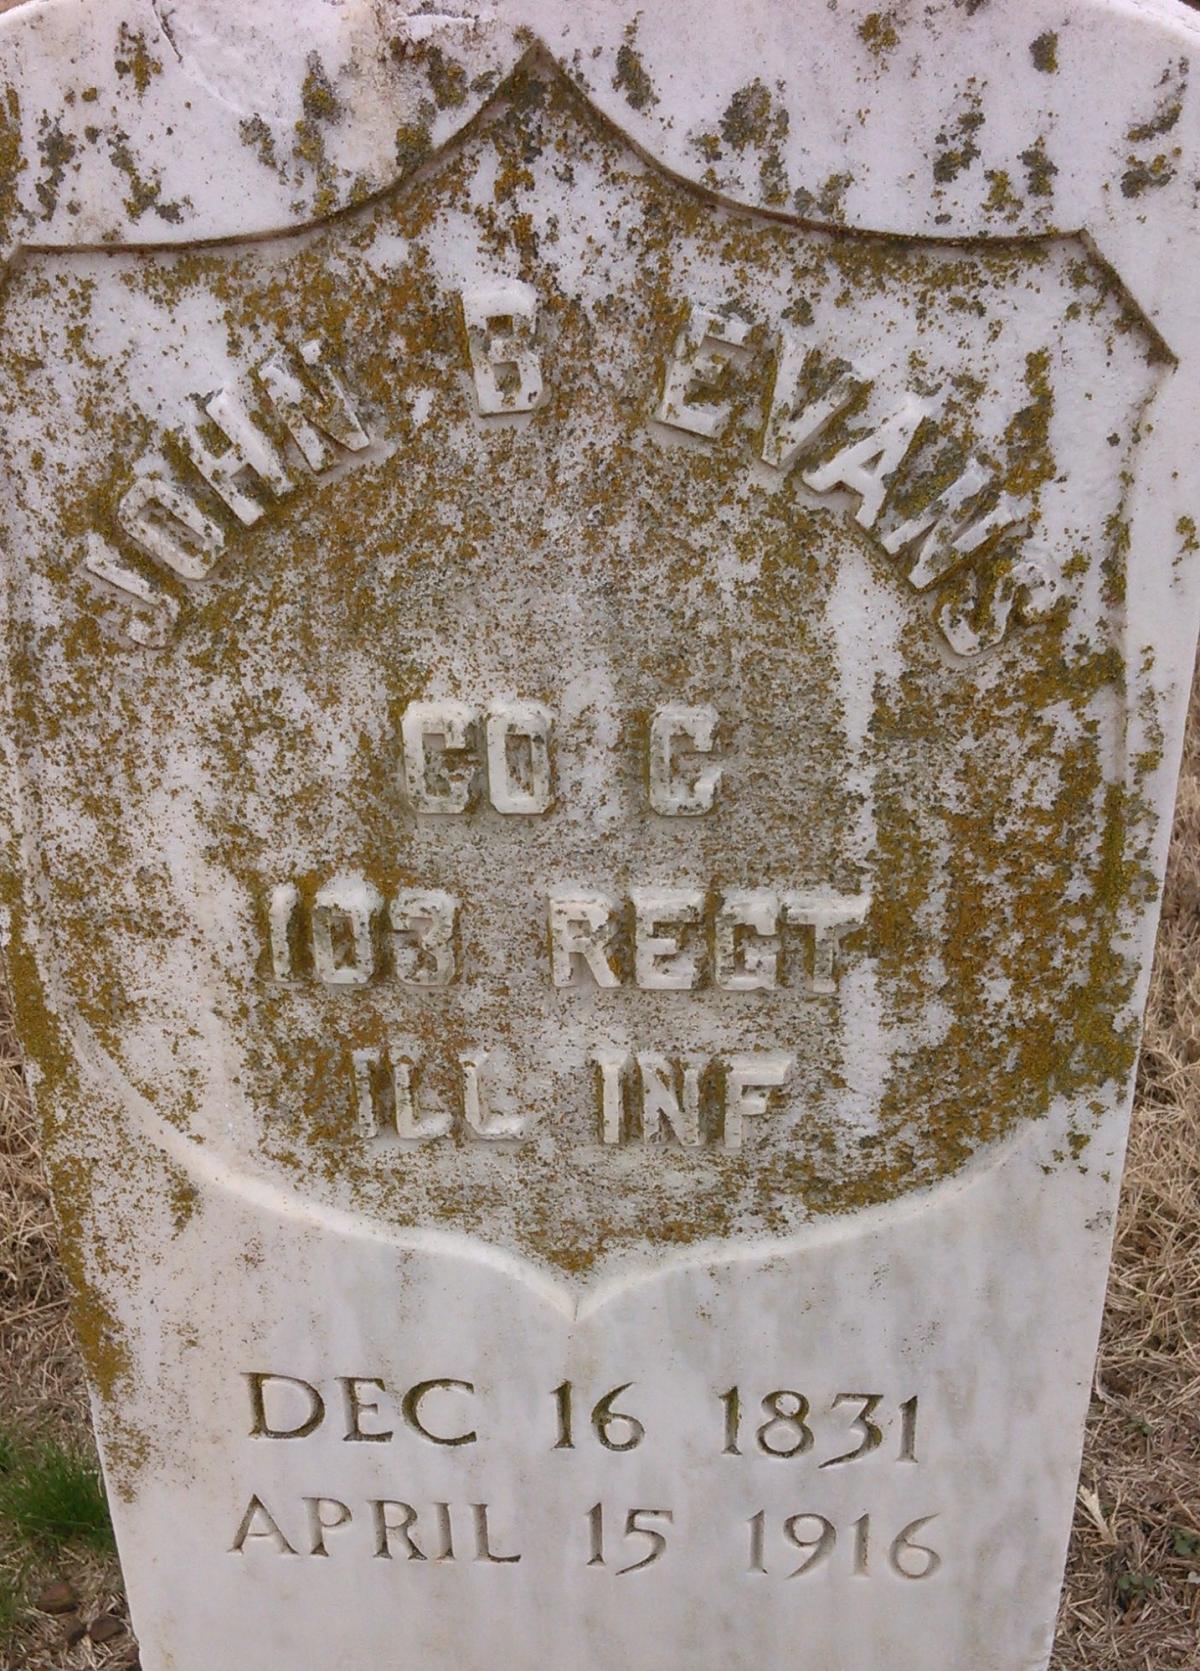 JOHN B EVANS
CO C
103 REGT
ILL INF
DEC 16 1831
APRIL 15 1916